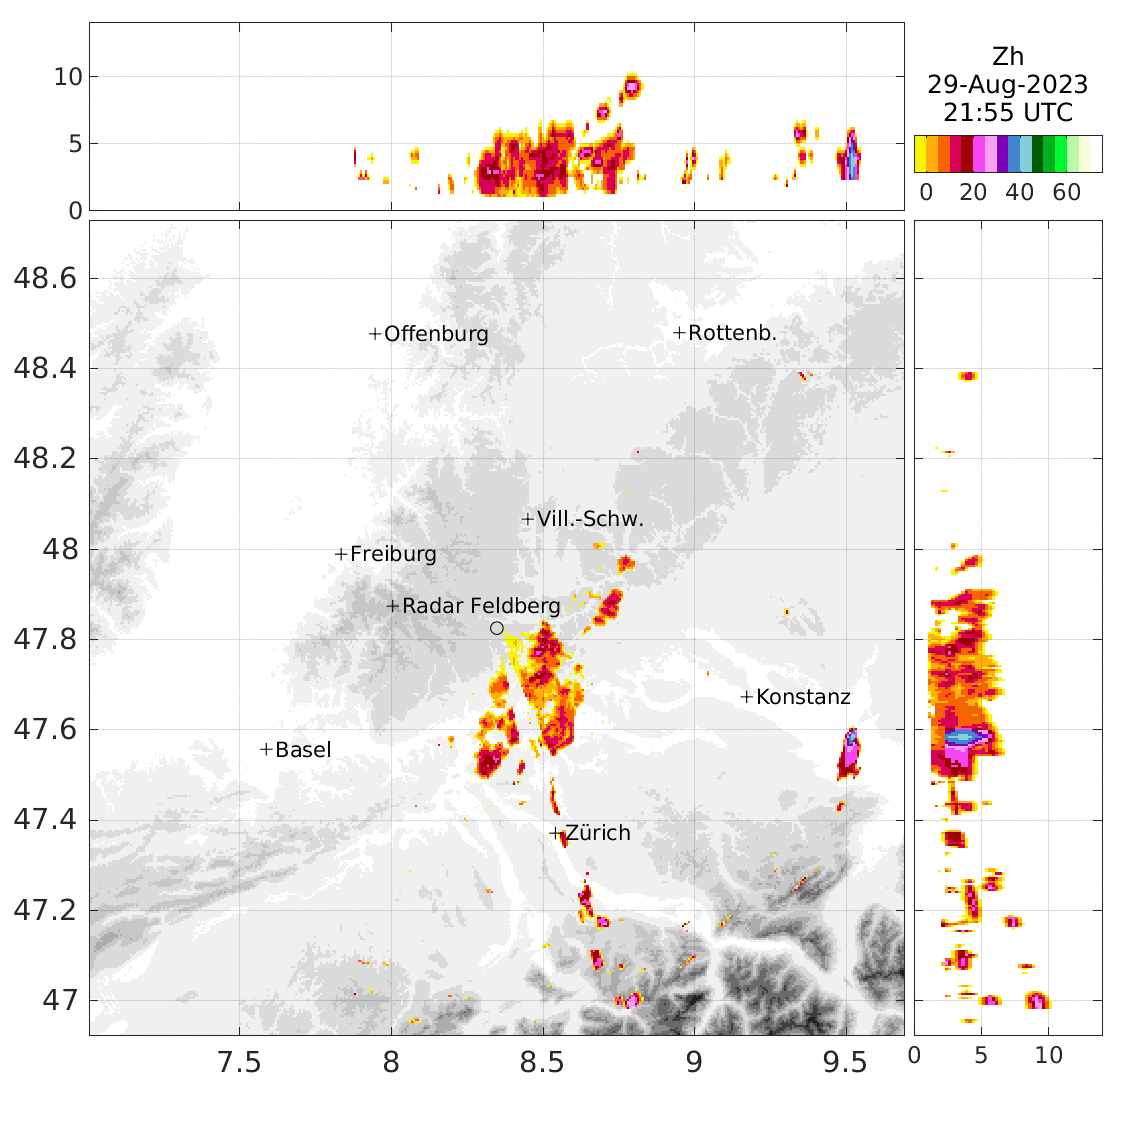 10
5
0
Zh
29-Aug-2023
21:55 UTC
0 20 40 60
48.6
48.4
48.2
48
47.8
47.6
47.4
47.2
47
+Offenburg
+Rottenb.
+Vill.-Schw.
+Freiburg
+Radar Feldberg
+Konstanz
+Basel
+Zürich
7.5 8 8.5 9 9.5
0 5 10